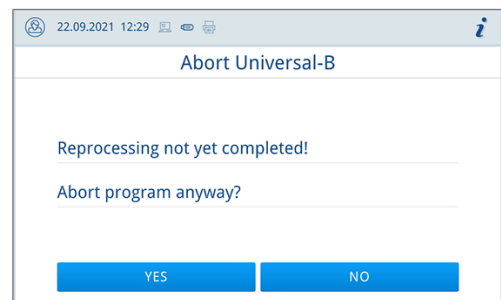 22.09.2021 12:29 i
Abort Universal-B
Reprocessing not yet completed!
Abort program anyway?
YES NO